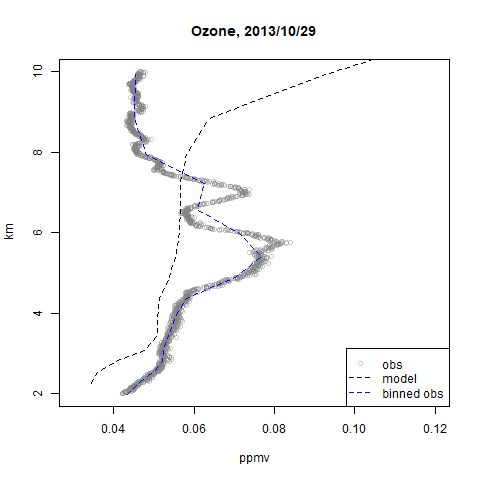 Ozone, 2013/10/29
km
10
8
6
4
2
obs
model
binned obs
0.04 0.06 0.08 0.10 0.12
ppmv